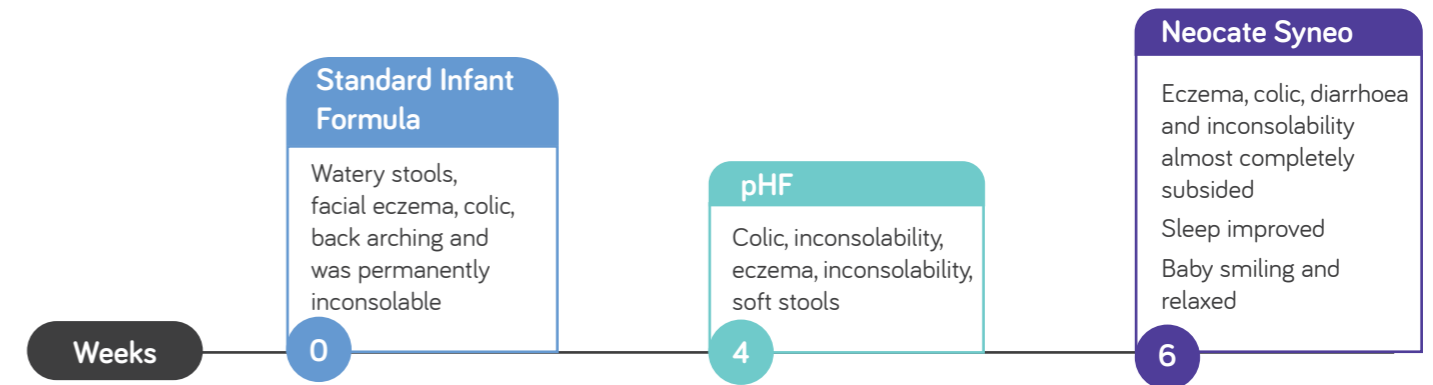 Standard Infant
Formula
Watery stools,
facial eczema, colic,
back arching and
was permanently
inconsolable
pHF
Colic, inconsolability,
eczema, inconsolability,
soft stools
Neocate Syneo
Eczema, colic, diarrhoea
and inconsolability
almost completely
subsided
Sleep improved
Baby smiling and
relaxed
Weeks
0
4
6